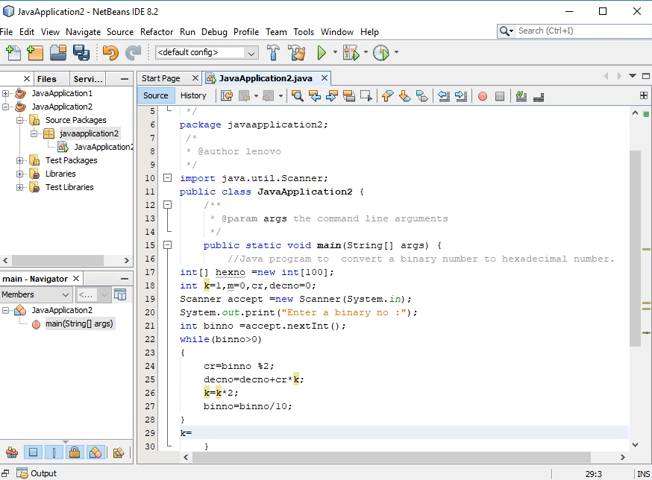 JavaApplication2 - NetBeans IDE 8.2
File Edit View Navigate Source Refactor Run Debug Profile Team Tools Window Help
Search (Ctrl+I)
<default config>
Files Servi...
Start Page JavaApplication2.java
Source History
JavaApplication1
JavaApplication2
Source Packages
javaapplication2
JavaApplication2
Test Packages
Libraries
Test Libraries
main - Navigator
Members <...
JavaApplication2
main(String[] args)
5 */
6 package javaapplication2;
7 /*
8 * @author lenovo
9 */
10 import java.util.Scanner;
11 public class JavaApplication2 {
12 /**
13 * @param args the command line arguments
14 */
15 public static void main(String[] args) {
16 //Java program to convert a binary number to hexadecimal number.
17 int[] hexno =new int[100];
18 int k=1,m=0,cr,decno=0;
19 Scanner accept =new Scanner(System.in);
20 System.out.print("Enter a binary no :");
21 int binno =accept.nextInt();
22 while(binno>0)
23 {
24 cr=binno %2;
25 decno=decno+cr*k;
26 k=k*2;
27 binno=binno/10;
28 }
29 k=
30 }
Output
29:3 INS